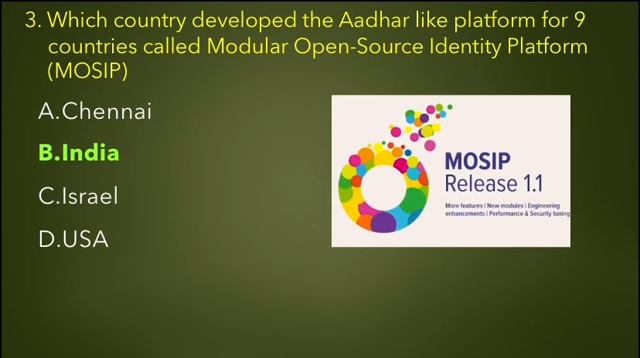 3. Which country developed the Aadhar like platform for 9
countries called Modular Open-Source Identity Platform
(MOSIP)
A.Chennai
B.India
C.Israel
D.USA
MOSIP
Release 1.1
More features | New modules | Engineering
enhancements | Performance & Security tuning